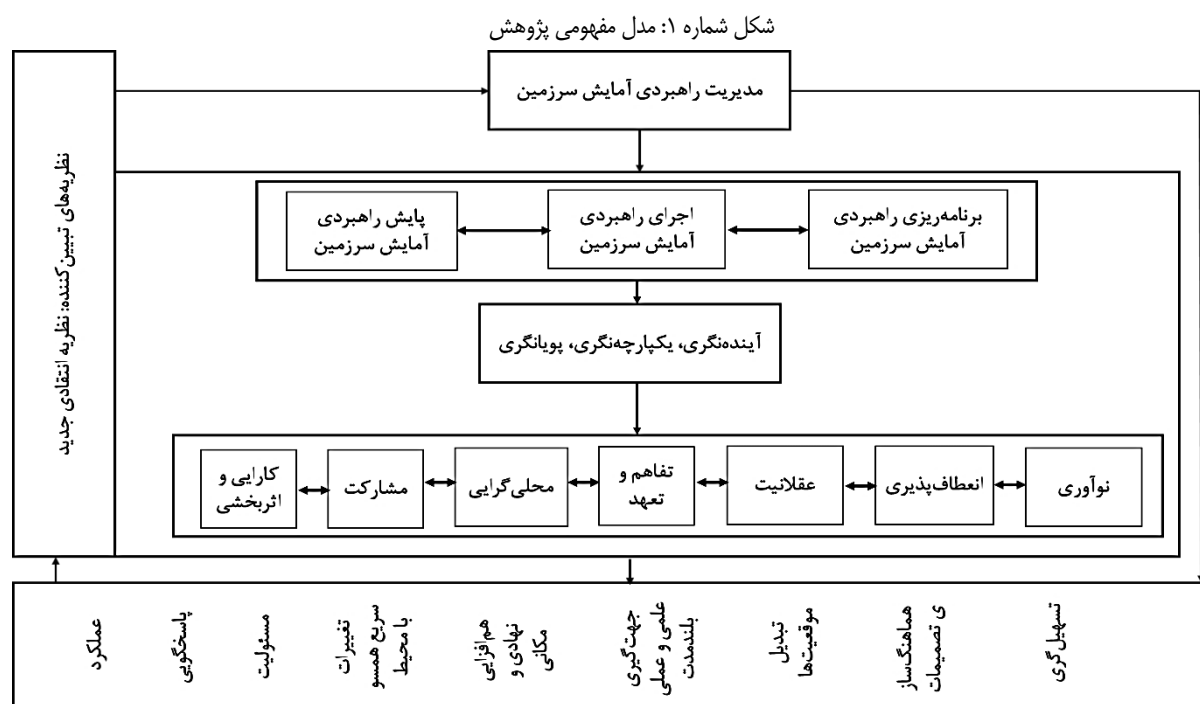 شکل شماره ۱: مدل مفهومی پژوهش
مدیریت راهبردی آمایش سرزمین
نظریه‌های تبیین‌کننده: نظریه انتقادی جدید
برنامه‌ریزی راهبردی
آمایش سرزمین
اجرای راهبردی
آمایش سرزمین
پایش راهبردی
آمایش سرزمین
آینده‌نگری، یکپارچه‌نگری، پویانگری
نوآوری
انعطاف‌پذیری
عقلانیت
تفاهم و
تعهد
محلی‌گرایی
مشارکت
کارایی و
اثربخشی
تسهیل‌گری
هماهنگ‌ساز
ی تصمیمات
تبدیل
موقعیت‌ها
جهت‌گیری
علمی و عملی
بلندمدت
هم‌افزایی
نهادی و
مکانی
تغییرات
سریع همسو
با محیط
مسئولیت
پاسخگویی
عملکرد